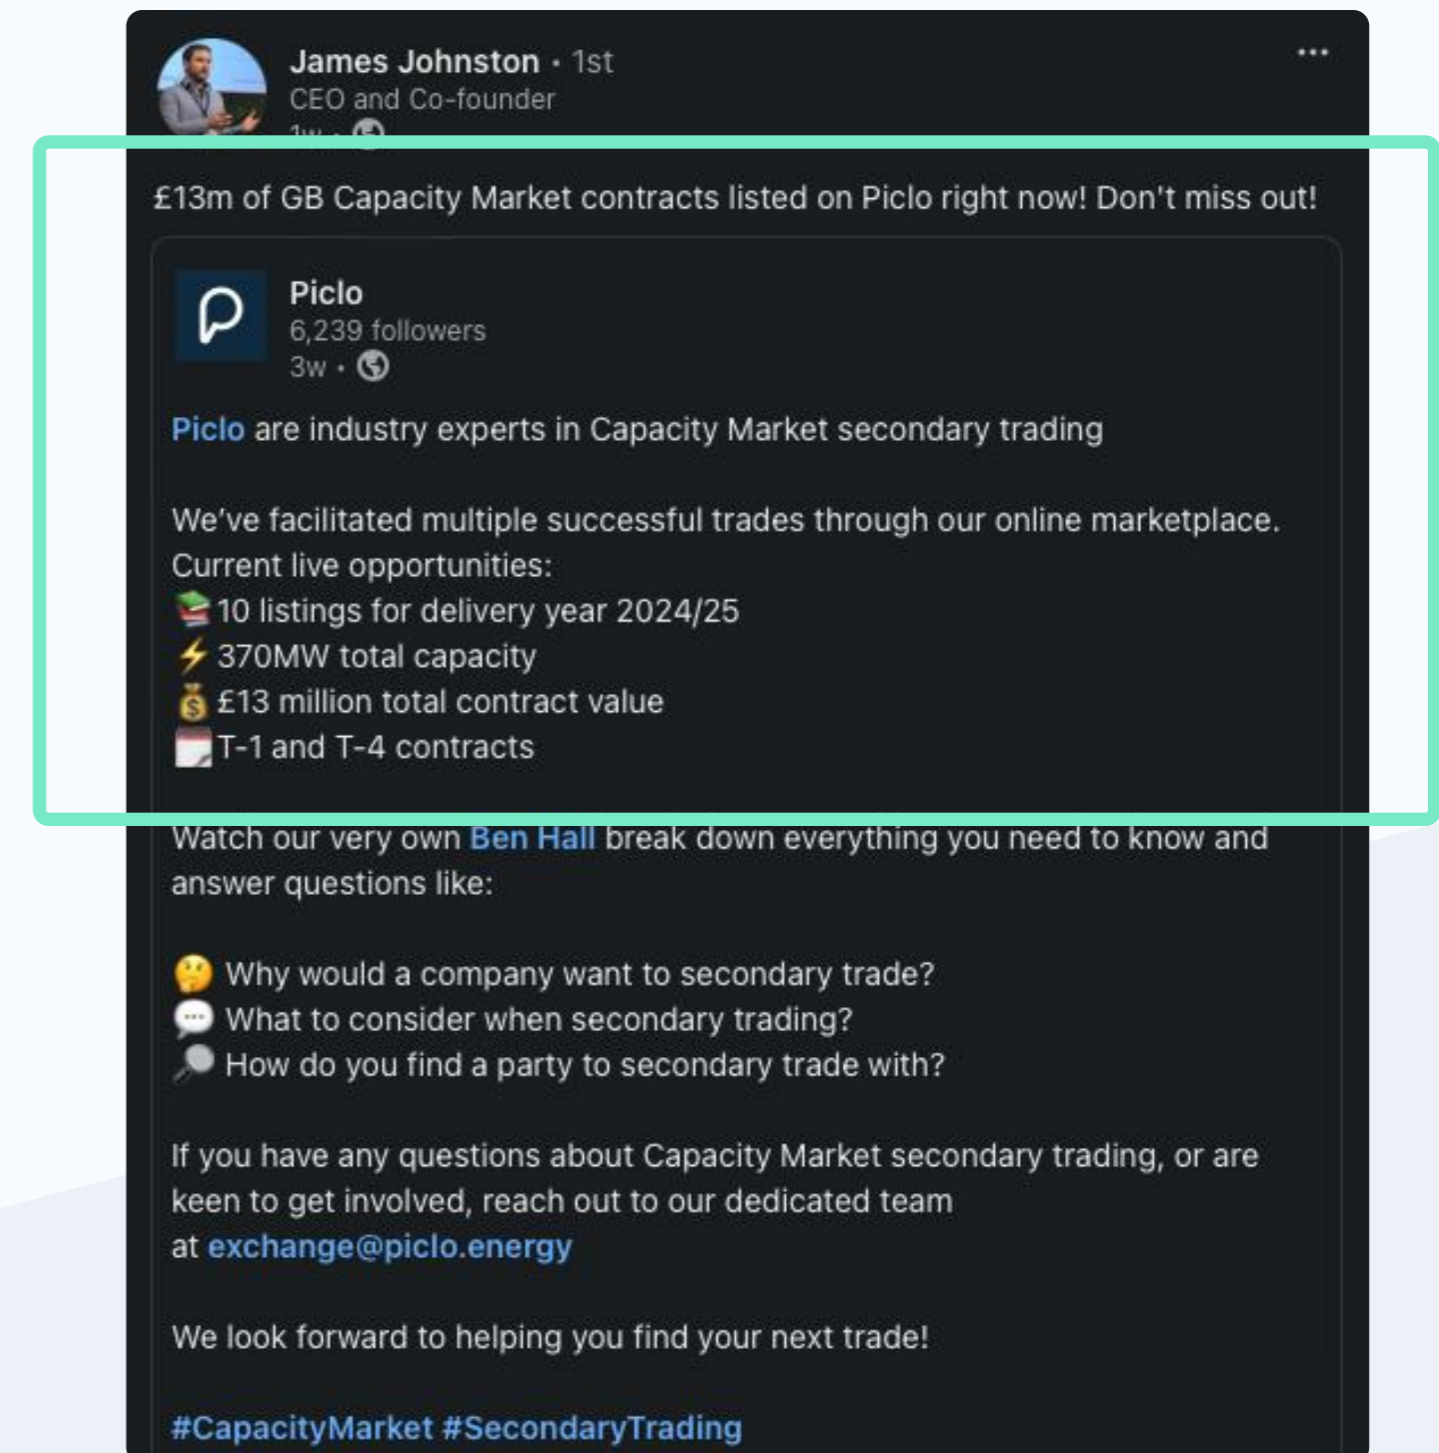 James Johnston • 1st
CEO and Co-founder
1w •
£13m of GB Capacity Market contracts listed on Piclo right now! Don't miss out!
Piclo
6,239 followers
3w •
Piclo are industry experts in Capacity Market secondary trading
We've facilitated multiple successful trades through our online marketplace.
Current live opportunities:
10 listings for delivery year 2024/25
370MW total capacity
£13 million total contract value
T-1 and T-4 contracts
Watch our very own Ben Hall break down everything you need to know and
answer questions like:
Why would a company want to secondary trade?
What to consider when secondary trading?
How do you find a party to secondary trade with?
If you have any questions about Capacity Market secondary trading, or are
keen to get involved, reach out to our dedicated team
at exchange@piclo.energy
We look forward to helping you find your next trade!
#CapacityMarket #SecondaryTrading